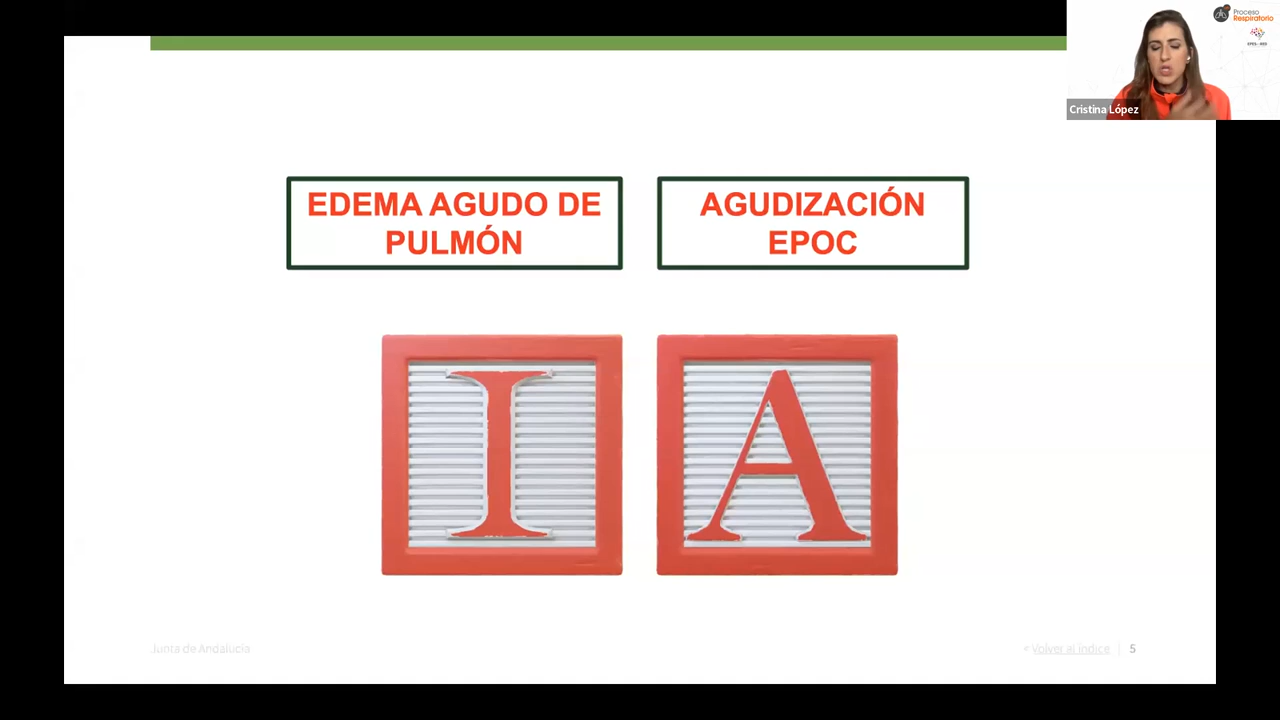 Proceso
Respiratorio
Cristina López
EDEMA AGUDO DE
PULMÓN
AGUDIZACIÓN
EPOC
I
A
Junta de Andalucía
< Volver al índice | 5